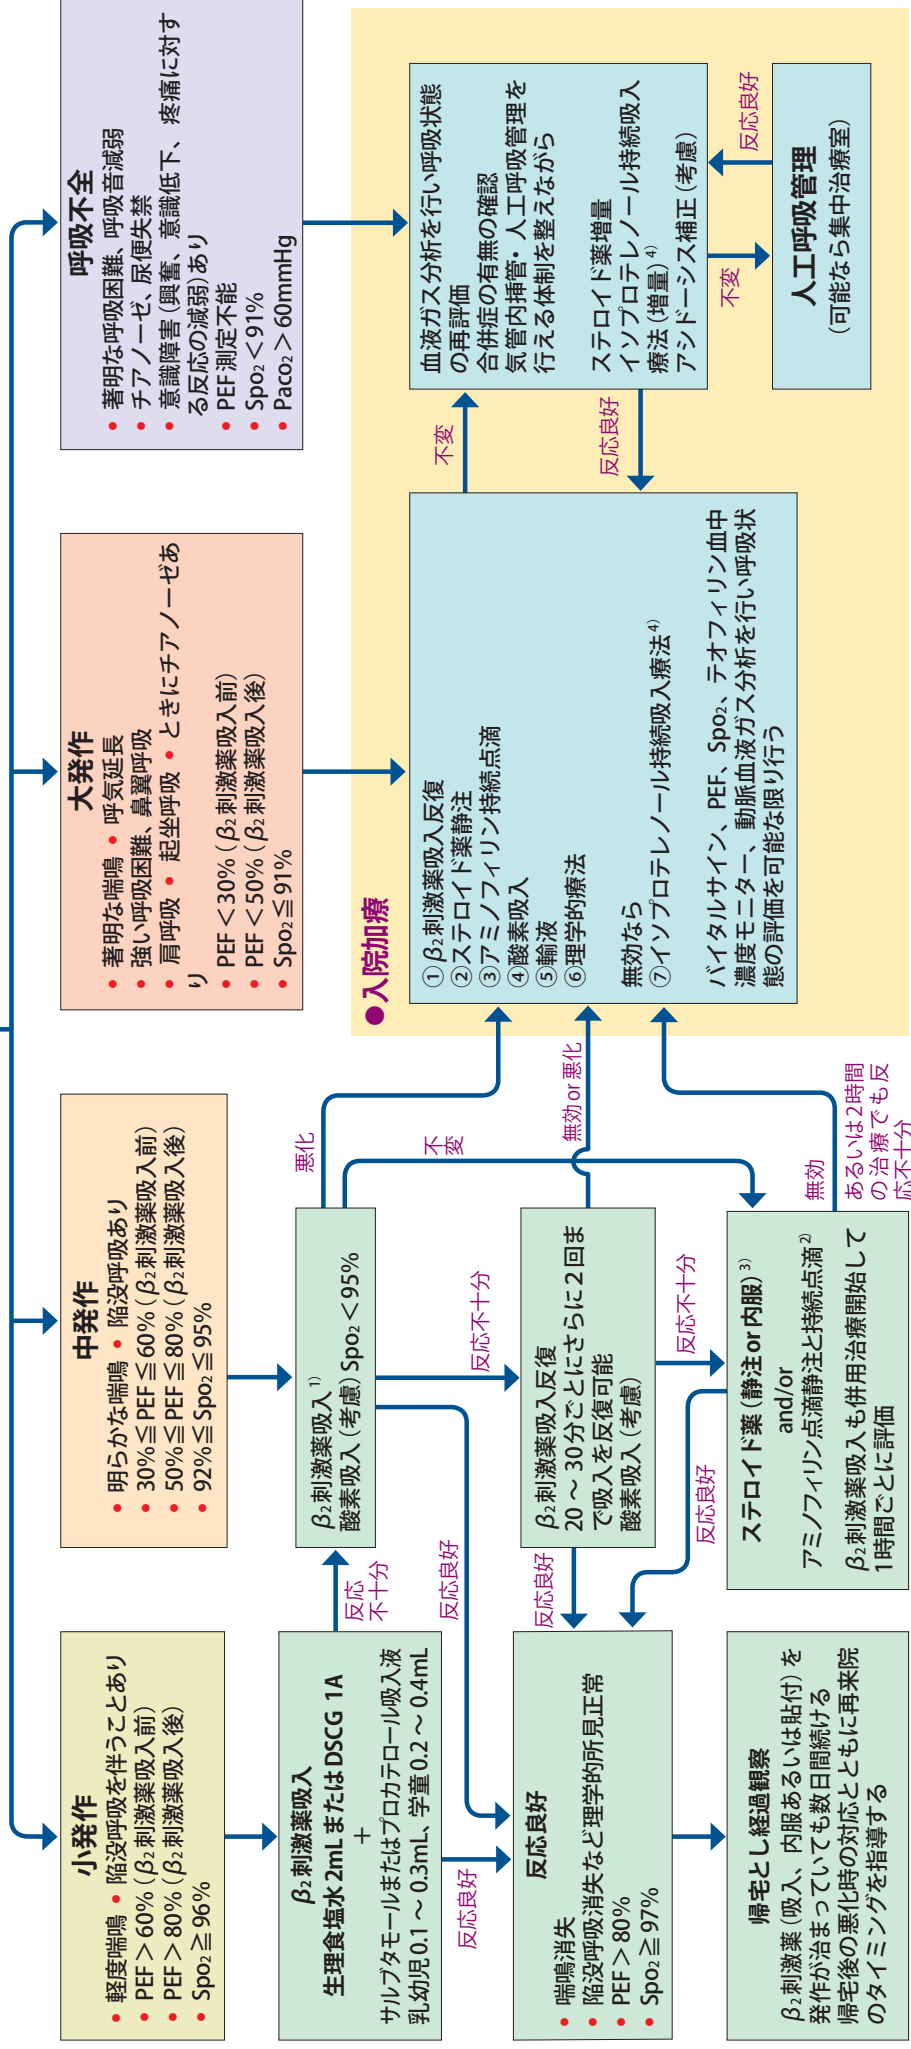 小発作
• 軽度喘鳴 • 陥没呼吸を伴うことあり
• PEF＞60%（β₂刺激薬吸入前）
• PEF＞80%（β₂刺激薬吸入後）
• Spo₂≧96%
中発作
• 明らかな喘鳴 • 陥没呼吸あり
• 30%≦PEF≦60%（β₂刺激薬吸入前）
• 50%≦PEF≦80%（β₂刺激薬吸入後）
• 92%≦Spo₂≦95%
大発作
• 著明な喘鳴 • 呼気延長
• 強い呼吸困難、鼻翼呼吸
• 肩呼吸 • 起坐呼吸 • ときにチアノーゼあ
り
• PEF＜30%（β₂刺激薬吸入前）
• PEF＜50%（β₂刺激薬吸入後）
• Spo₂≦91%
呼吸不全
• 著明な呼吸困難、呼吸音減弱
• チアノーゼ、尿便失禁
• 意識障害（興奮、意識低下、疼痛に対す
る反応の減弱）あり
• PEF測定不能
• Spo₂＜91%
• Paco₂＞60mmHg
β₂刺激薬吸入
生理食塩水2mLまたはDSCG 1A
＋
サルブタモールまたはプロカテロール吸入液
乳幼児0.1～0.3mL、学童0.2～0.4mL
反応
不十分
反応良好
β₂刺激薬吸入¹⁾
酸素吸入（考慮）Spo₂＜95%
悪化
不
変
反応不十分
反応良好
β₂刺激薬吸入反復
20～30分ごとにさらに2回ま
で吸入を反復可能
酸素吸入（考慮）
無効or悪化
反応良好
反応不十分
反応良好
• 喘鳴消失
• 陥没呼吸消失など理学的所見正常
• PEF＞80%
• Spo₂≧97%
ステロイド薬（静注or内服）³⁾
and/or
アミノフィリン点滴静注と持続点滴²⁾
β₂刺激薬吸入も併用治療開始して
1時間ごとに評価
反応良好
無効
あるいは2時間
の治療でも反
応不十分
帰宅とし経過観察
β₂刺激薬（吸入、内服あるいは貼付）を
発作が治まっていても数日間続ける
帰宅後の悪化時の対応とともに再来院
のタイミングを指導する
●入院加療
①β₂刺激薬吸入反復
②ステロイド薬静注
③アミノフィリン持続点滴
④酸素吸入
⑤輸液
⑥理学的療法
無効なら
⑦イソプロテレノール持続吸入療法⁴⁾
バイタルサイン、PEF、Spo₂、テオフィリン血中
濃度モニター、動脈血液ガス分析を行い呼吸状
態の評価を可能な限り行う
不変
反応良好
血液ガス分析を行い呼吸状態
の再評価
合併症の有無の確認
気管内挿管・人工呼吸管理を
行える体制を整えながら
ステロイド薬増量
イソプロテレノール持続吸入
療法（増量）⁴⁾
アシドーシス補正（考慮）
不変
反応良好
人工呼吸管理
（可能なら集中治療室）